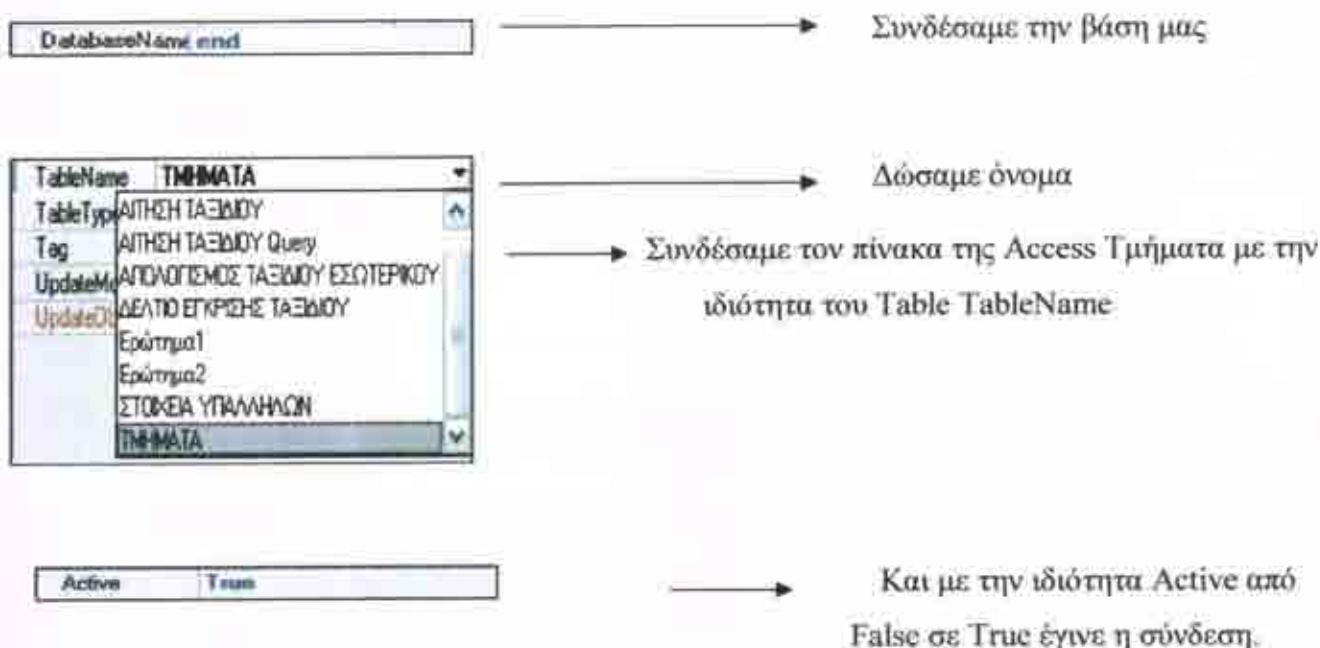 DatabaseName end
Συνδέσαμε την βάση μας
TableName ΤΜΗΜΑΤΑ
Δώσαμε όνομα
TableType ΑΙΤΗΣΗ ΤΑΞΙΔΙΟΥ
Tag ΑΙΤΗΣΗ ΤΑΞΙΔΙΟΥ Query
Συνδέσαμε τον πίνακα της Access Τμήματα με την
ιδιότητα του Table TableName
UpdateMo ΑΠΟΛΟΓΙΣΜΟΣ ΤΑΞΙΔΙΟΥ ΕΣΩΤΕΡΙΚΟΥ
UpdateOb ΔΕΛΤΙΟ ΕΓΚΡΙΣΗΣ ΤΑΞΙΔΙΟΥ
Ερώτημα1
Ερώτημα2
ΣΤΟΙΧΕΙΑ ΥΠΑΛΛΗΛΩΝ
ΤΜΗΜΑΤΑ
Active True
Και με την ιδιότητα Active από
False σε True έγινε η σύνδεση.